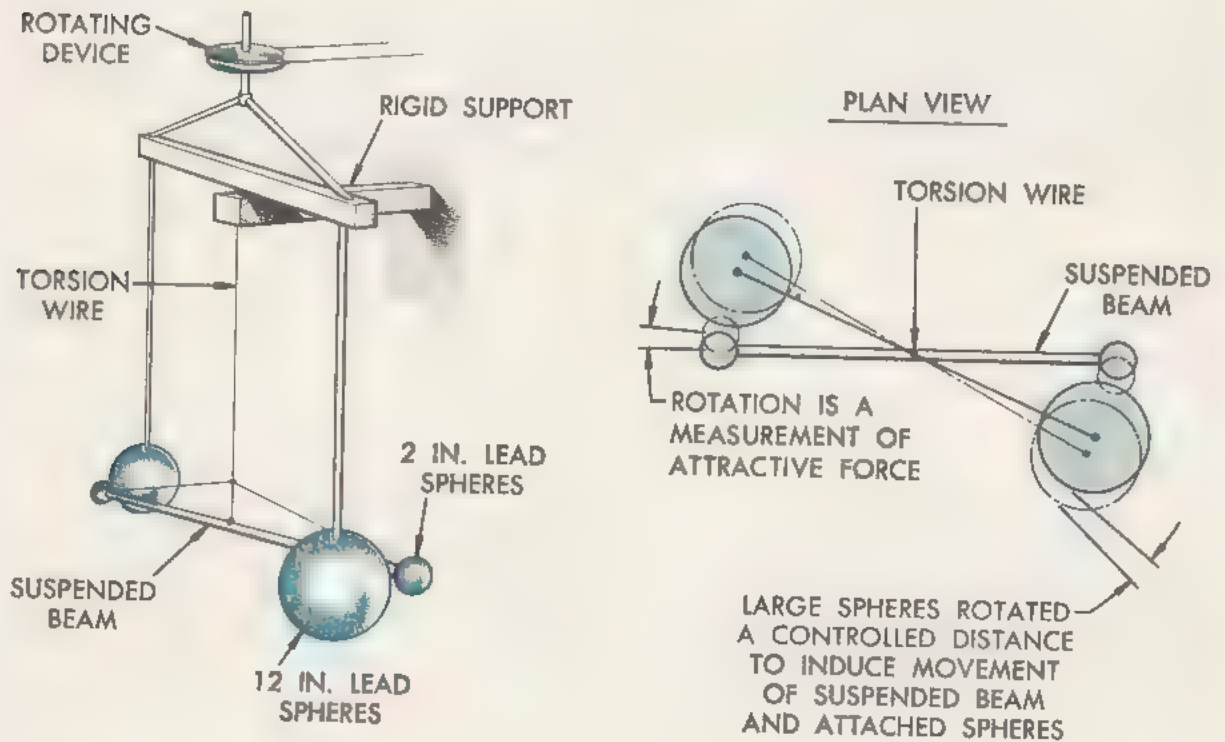 ROTATING
DEVICE
RIGID SUPPORT
TORSION
WIRE
2 IN. LEAD
SPHERES
SUSPENDED
BEAM
12 IN. LEAD
SPHERES
PLAN VIEW
TORSION WIRE
SUSPENDED
BEAM
ROTATION IS A
MEASUREMENT OF
ATTRACTIVE FORCE
LARGE SPHERES ROTATED
A CONTROLLED DISTANCE
TO INDUCE MOVEMENT
OF SUSPENDED BEAM
AND ATTACHED SPHERES